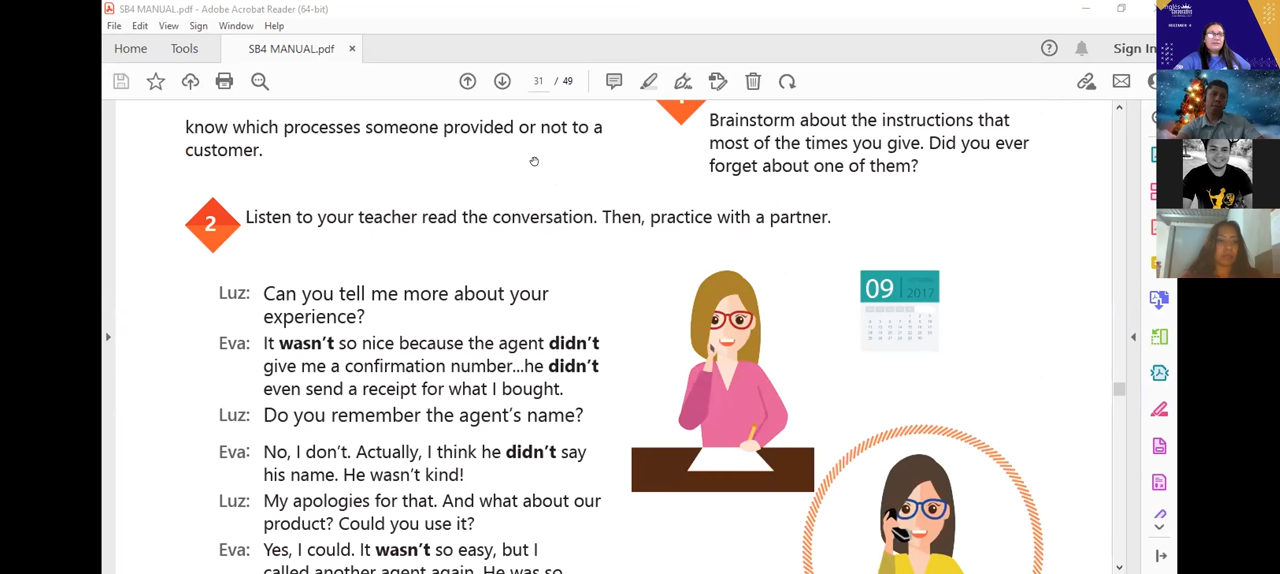 SB4 MANUAL.pdf - Adobe Acrobat Reader (64-bit)
File Edit View Sign Window Help
Home Tools SB4 MANUAL.pdf × Sign In
31 / 49
know which processes someone provided or not to a
customer.
Brainstorm about the instructions that
most of the times you give. Did you ever
forget about one of them?
2 Listen to your teacher read the conversation. Then, practice with a partner.
Luz: Can you tell me more about your
experience?
Eva: It wasn't so nice because the agent didn't
give me a confirmation number...he didn't
even send a receipt for what I bought.
Luz: Do you remember the agent's name?
Eva: No, I don't. Actually, I think he didn't say
his name. He wasn't kind!
Luz: My apologies for that. And what about our
product? Could you use it?
Eva: Yes, I could. It wasn't so easy, but I
called another agent again. He was so
09
2017